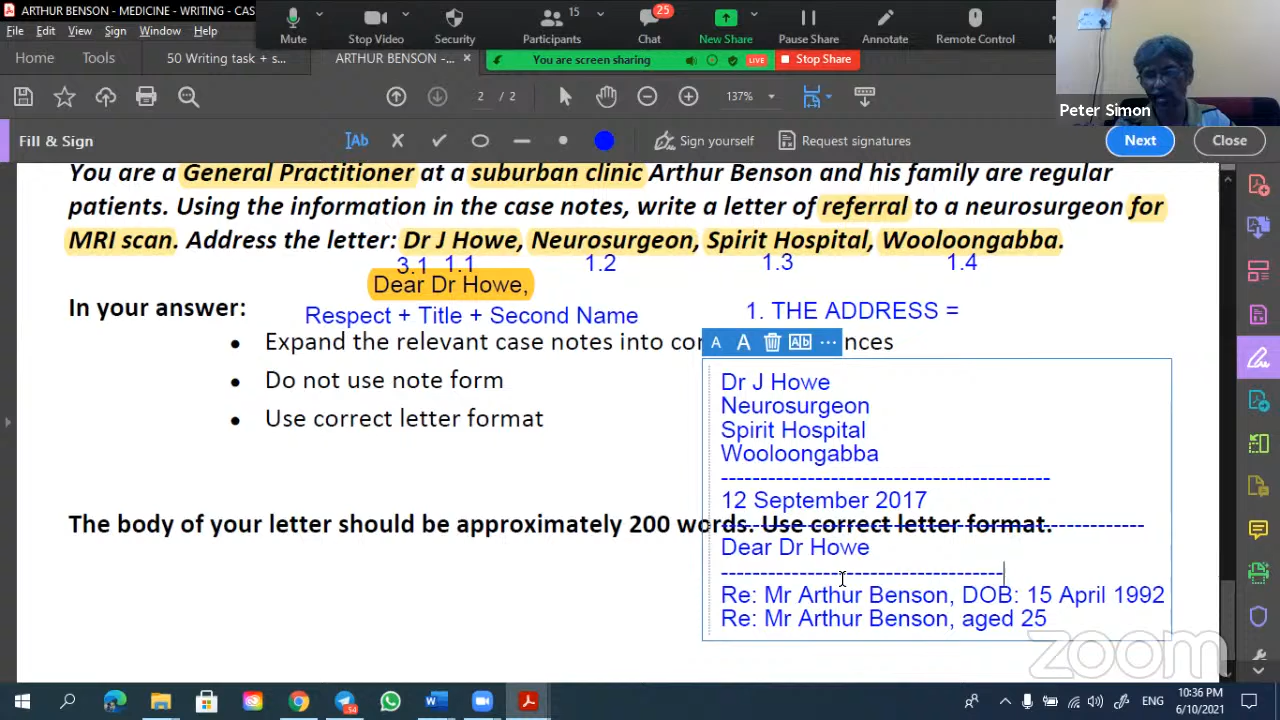 ARTHUR BENSON - MEDICINE - WRITING - CAS
File Edit View Sign Window Help
Mute
Stop Video
Security
15
Participants
25
Chat
New Share
Pause Share
Annotate
Remote Control
You are screen sharing
LIVE
Stop Share
Home
Tools
50 Writing task + s...
ARTHUR BENSON -... ×
2 / 2
137%
Peter Simon
Fill & Sign
Ab
Sign yourself
Request signatures
Next
Close
You are a General Practitioner at a suburban clinic Arthur Benson and his family are regular
patients. Using the information in the case notes, write a letter of referral to a neurosurgeon for
MRI scan. Address the letter: Dr J Howe, Neurosurgeon, Spirit Hospital, Wooloongabba.
3.1 1.1 1.2 1.3 1.4
Dear Dr Howe,
In your answer:
Respect + Title + Second Name
1. THE ADDRESS =
• Expand the relevant case notes into co nces
A A Ab ...
• Do not use note form
• Use correct letter format
Dr J Howe
Neurosurgeon
Spirit Hospital
Wooloongabba
------------------------------------------
12 September 2017
The body of your letter should be approximately 200 words. Use correct letter format.
Dear Dr Howe
------------------------------------
Re: Mr Arthur Benson, DOB: 15 April 1992
Re: Mr Arthur Benson, aged 25
zoom
54
ENG
10:36 PM
6/10/2021